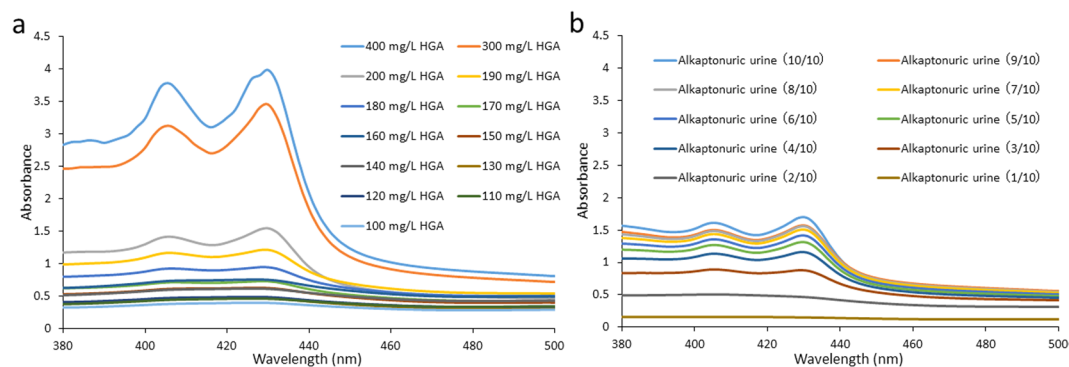 a
4.5
4
3.5
3
2.5
2
1.5
1
0.5
0
Absorbance
380
400
420
440
460
480
500
Wavelength (nm)
400 mg/L HGA
300 mg/L HGA
200 mg/L HGA
190 mg/L HGA
180 mg/L HGA
170 mg/L HGA
160 mg/L HGA
150 mg/L HGA
140 mg/L HGA
130 mg/L HGA
120 mg/L HGA
110 mg/L HGA
100 mg/L HGA
b
4.5
4
3.5
3
2.5
2
1.5
1
0.5
0
Absorbance
380
400
420
440
460
480
500
Wavelength (nm)
Alkaptonuric urine (10/10)
Alkaptonuric urine (9/10)
Alkaptonuric urine (8/10)
Alkaptonuric urine (7/10)
Alkaptonuric urine (6/10)
Alkaptonuric urine (5/10)
Alkaptonuric urine (4/10)
Alkaptonuric urine (3/10)
Alkaptonuric urine (2/10)
Alkaptonuric urine (1/10)